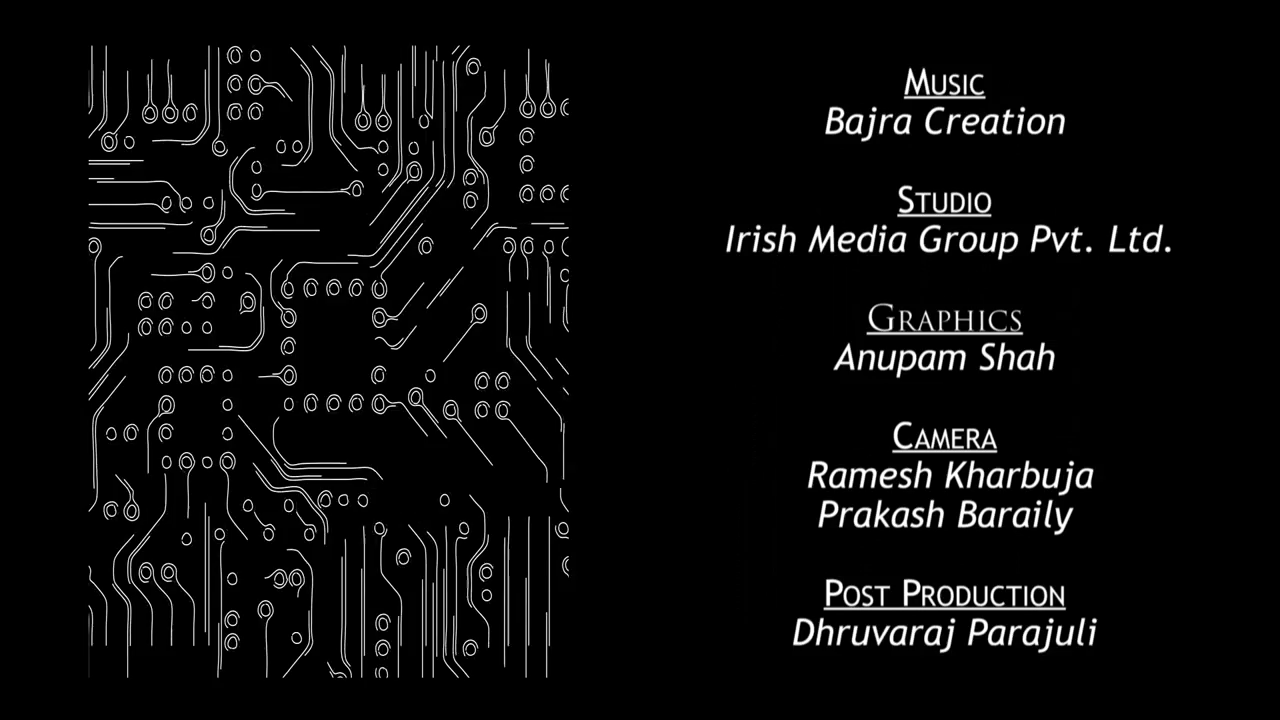 Music
Bajra Creation
Studio
Irish Media Group Pvt. Ltd.
Graphics
Anupam Shah
Camera
Ramesh Kharbuja
Prakash Baraily
Post Production
Dhruvaraj Parajuli